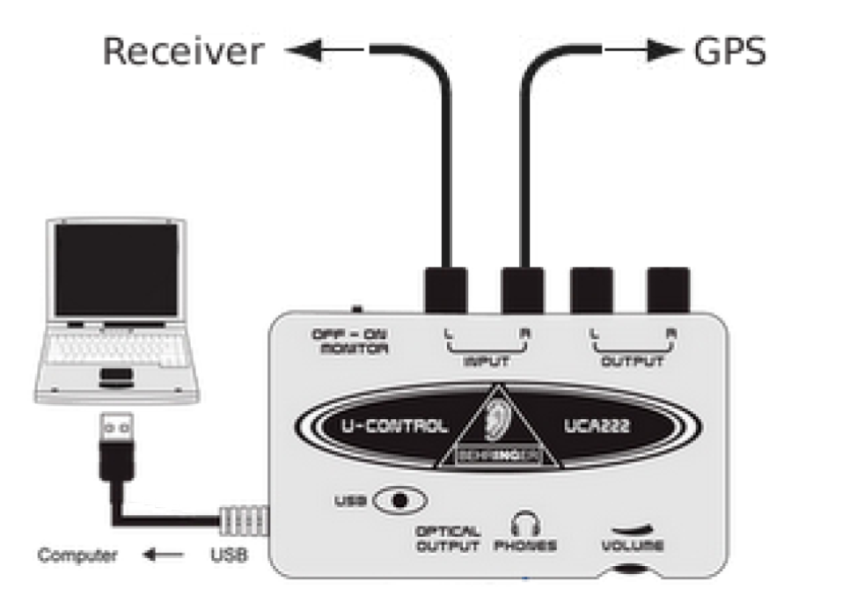 Receiver
GPS
OFF - ON
MONITOR
L R
INPUT
L R
OUTPUT
U-CONTROL
UCA222
BEHRINGER
USB
OPTICAL
OUTPUT
PHONES
VOLUME
Computer
USB